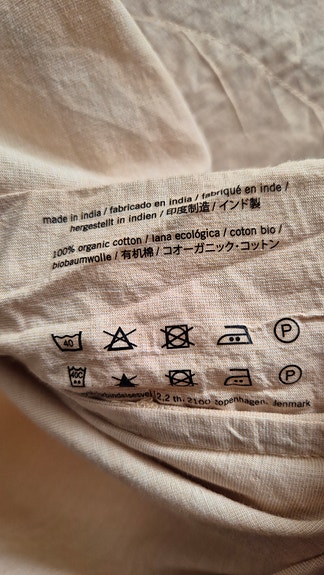 made in india / fabricado en india / fabriqué en inde /
hergestellt in indien / 印度制造 / インド製
100% organic cotton / lana ecológica / coton bio /
biobaumwolle / 有机棉 / コオーガニック・コットン
40 P
40C P
2.2 th. 2100 openhagen, denmark